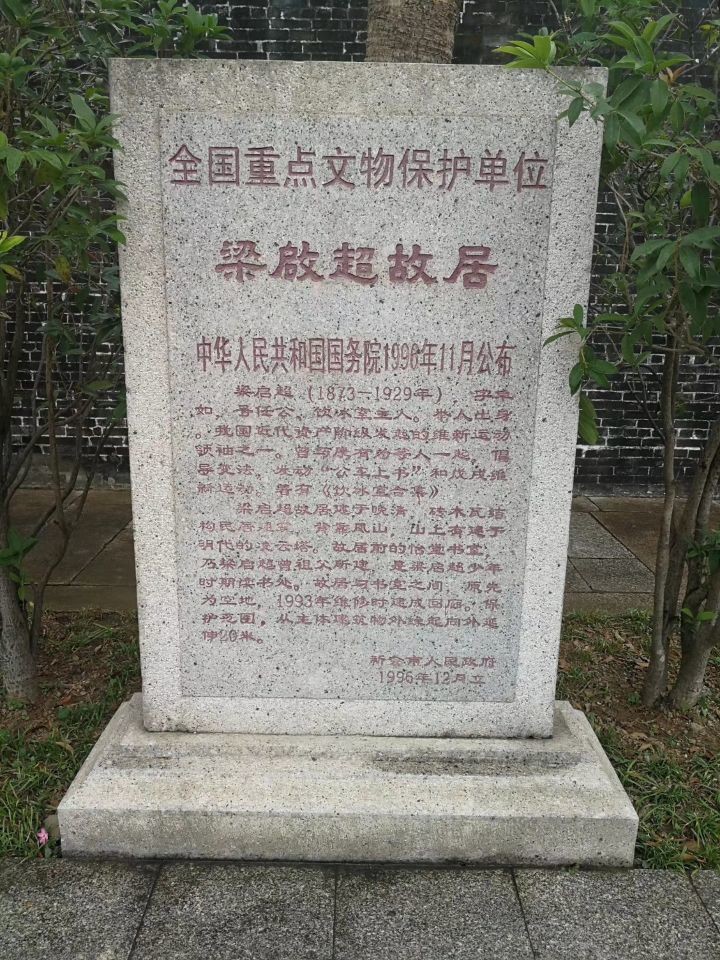 全国重点文物保护单位
梁啟超故居
中华人民共和国国务院1996年11月公布
梁启超（1873—1929年），字卓
如，号任公、饮冰室主人。举人出身
。我国近代资产阶级发起的维新运动
领袖之一。曾与康有为等人一起，倡
导变法，发动“公车上书”和戊戌维
新运动。著有《饮冰室合集》
梁启超故居建于晚清，砖木瓦结
构民居建筑，背靠凤山，山上有建于
明代的凌云塔。故居前的怡堂书室，
乃梁启超曾祖父所建，是梁启超少年
时期读书处。故居与书室之间，原先
为空地，1993年维修时建成回廊。保
护范围，从主体建筑物外缘起向外延
伸20米。
新会市人民政府
1996年12月立